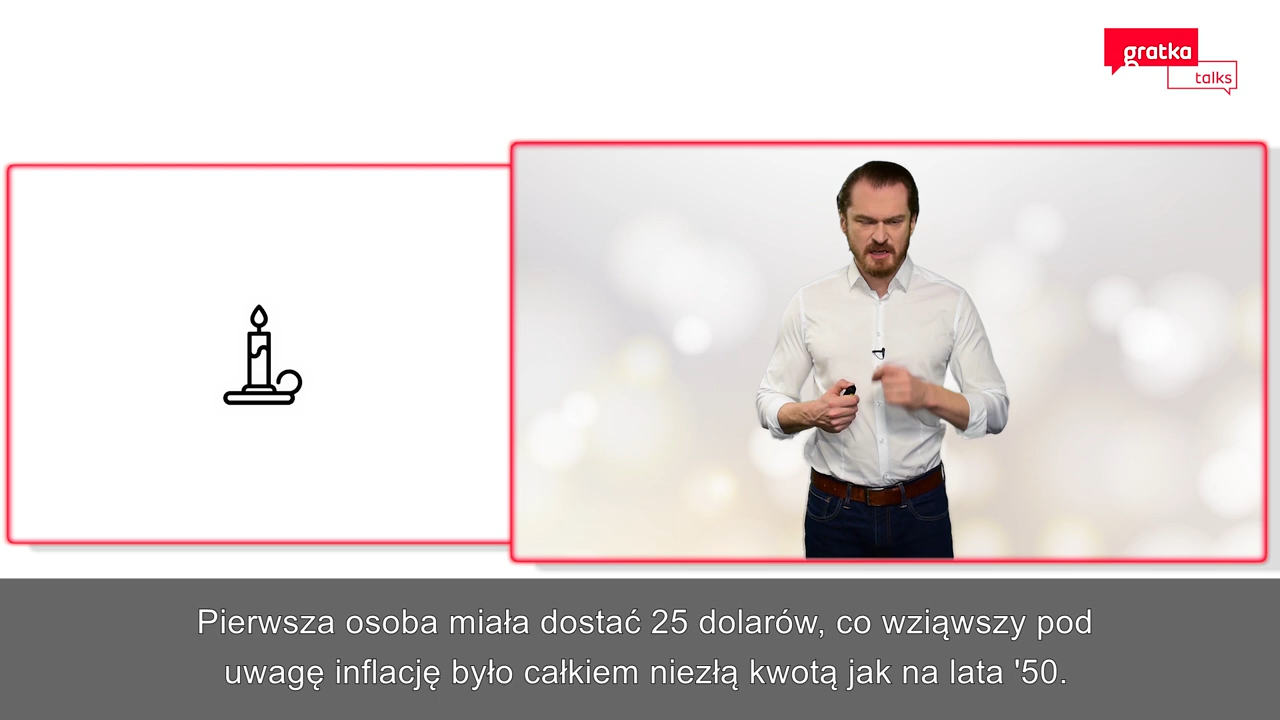 gratka
talks
Pierwsza osoba miała dostać 25 dolarów, co wziąwszy pod
uwagę inflację było całkiem niezłą kwotą jak na lata '50.